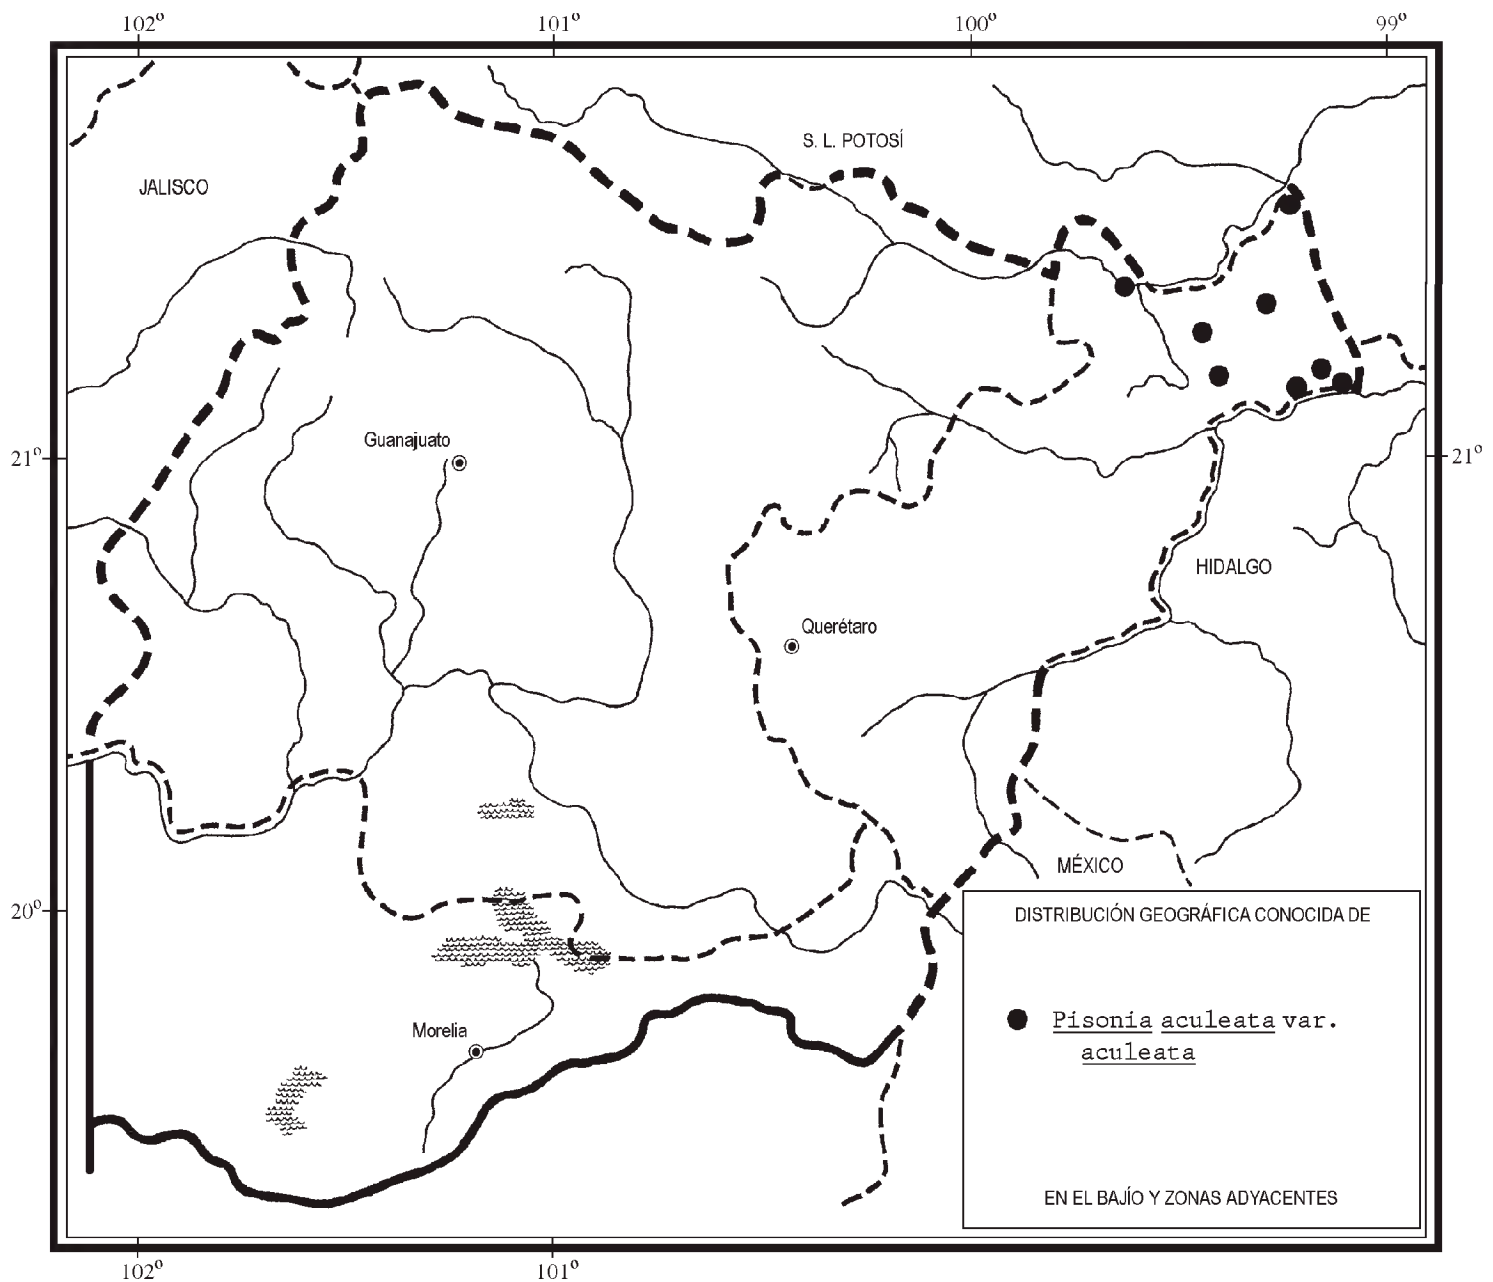 102º 101º 100º 99º
S. L. POTOSÍ
JALISCO
Guanajuato
21º 21º
HIDALGO
Querétaro
MÉXICO
20º
DISTRIBUCIÓN GEOGRÁFICA CONOCIDA DE
Pisonia aculeata var.
aculeata
Morelia
EN EL BAJÍO Y ZONAS ADYACENTES
102º 101º